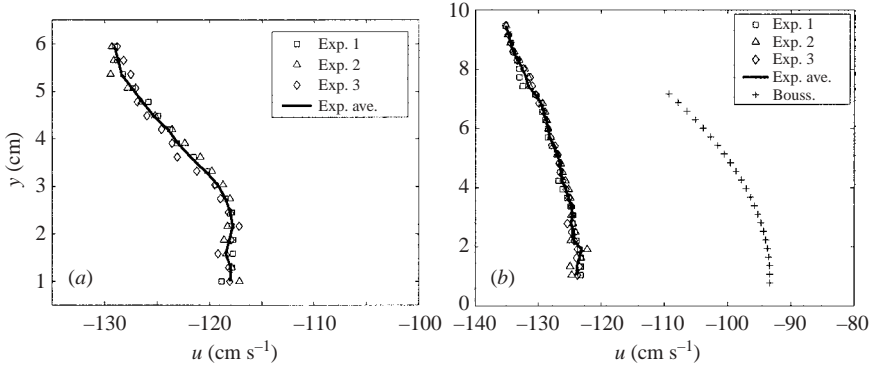 6
5
4
3
2
1
y (cm)
(a)
Exp. 1
Exp. 2
Exp. 3
Exp. ave.
−130
−120
−110
−100
u (cm s−1)
10
8
6
4
2
0
(b)
Exp. 1
Exp. 2
Exp. 3
Exp. ave.
Bouss.
−140
−130
−120
−110
−100
−90
−80
u (cm s−1)